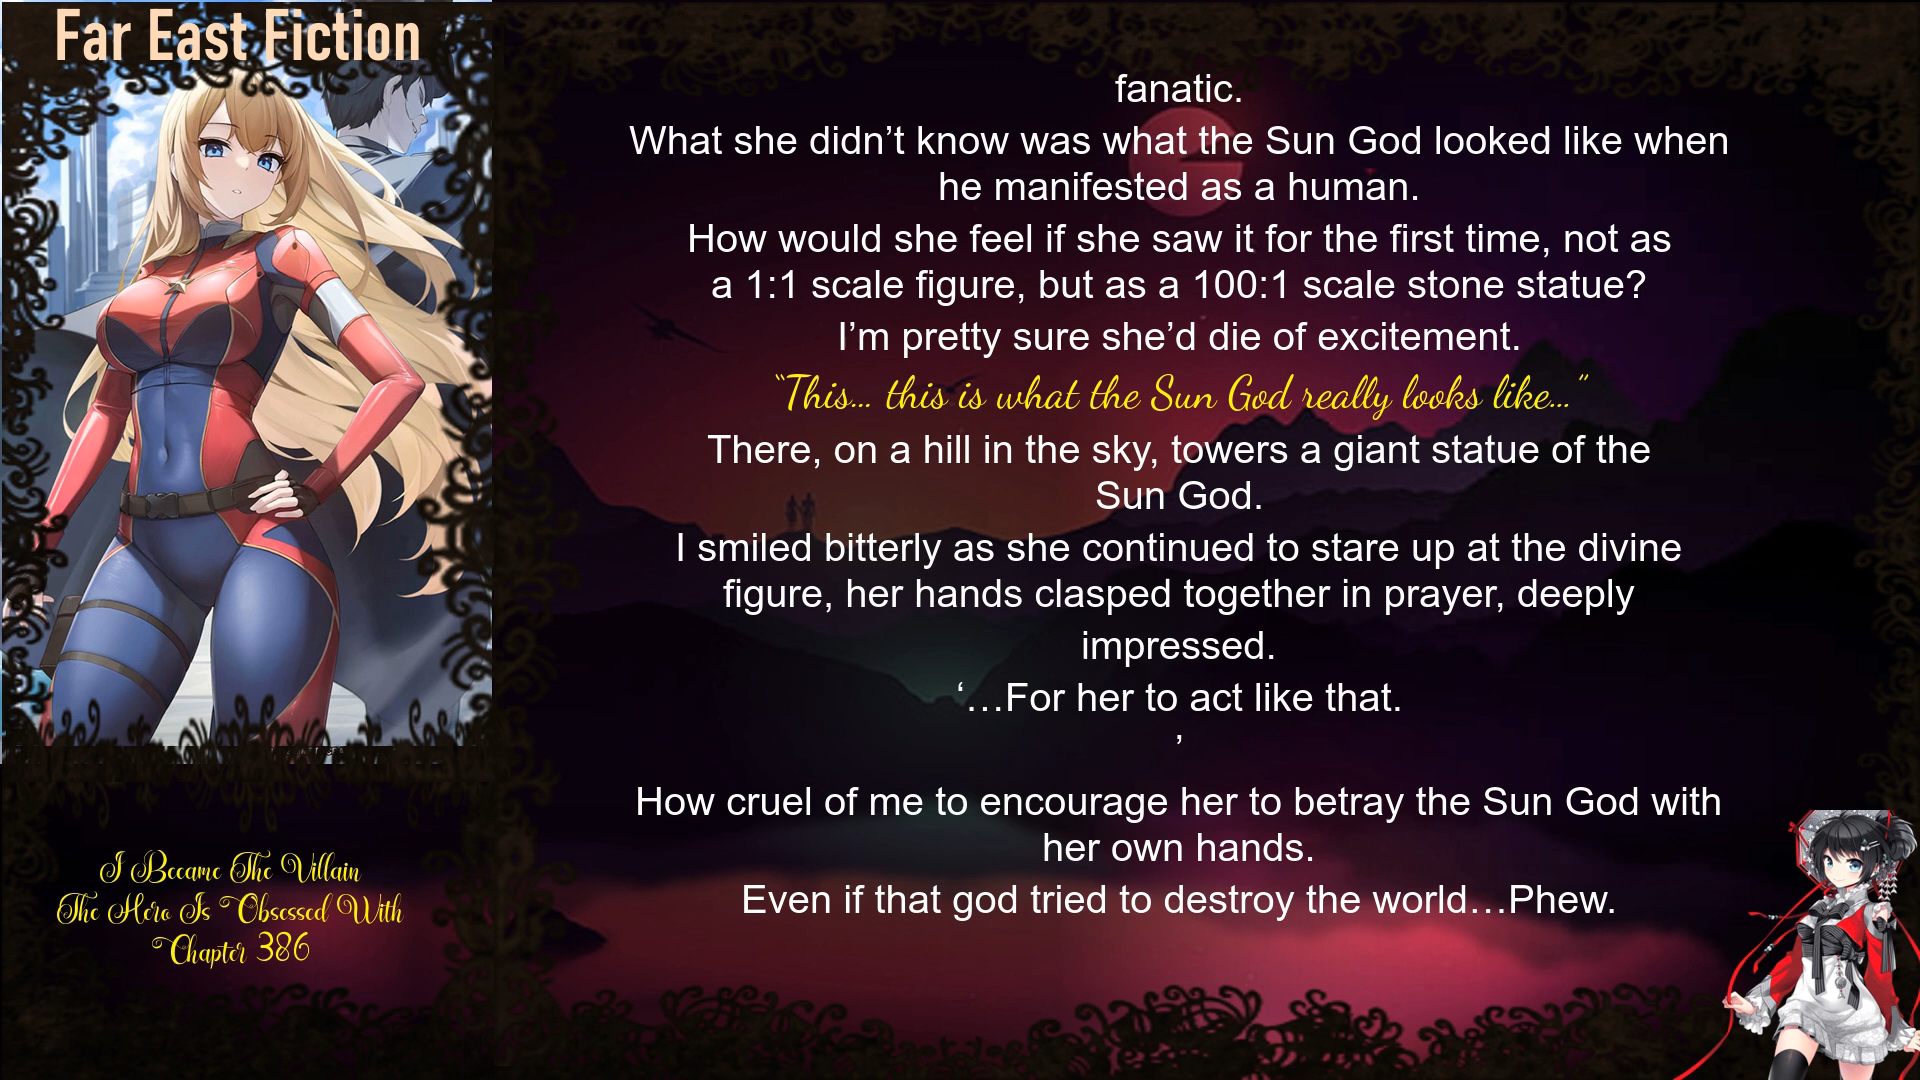 Far East Fiction
fanatic.
What she didn’t know was what the Sun God looked like when
he manifested as a human.
How would she feel if she saw it for the first time, not as
a 1:1 scale figure, but as a 100:1 scale stone statue?
I’m pretty sure she’d die of excitement.
“This... this is what the Sun God really looks like...”
There, on a hill in the sky, towers a giant statue of the
Sun God.
I smiled bitterly as she continued to stare up at the divine
figure, her hands clasped together in prayer, deeply
impressed.
‘…For her to act like that.
’
How cruel of me to encourage her to betray the Sun God with
her own hands.
Even if that god tried to destroy the world…Phew.
I Became The Villain
The Hero Is Obsessed With
Chapter 386